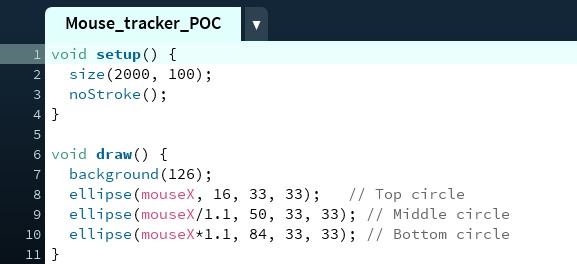 Mouse_tracker_POC ▼
1 void setup() {
2   size(2000, 100);
3   noStroke();
4 }
5
6 void draw() {
7   background(126);
8   ellipse(mouseX, 16, 33, 33);   // Top circle
9   ellipse(mouseX/1.1, 50, 33, 33); // Middle circle
10   ellipse(mouseX*1.1, 84, 33, 33); // Bottom circle
11 }